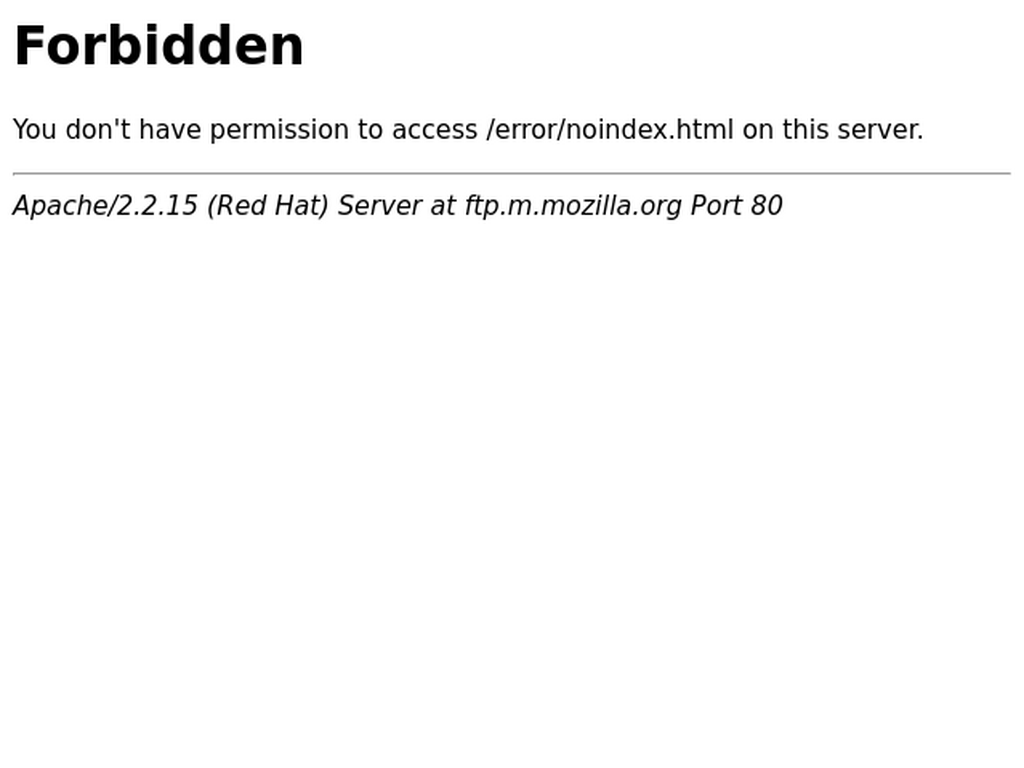 Forbidden
You don't have permission to access /error/noindex.html on this server.
Apache/2.2.15 (Red Hat) Server at ftp.m.mozilla.org Port 80